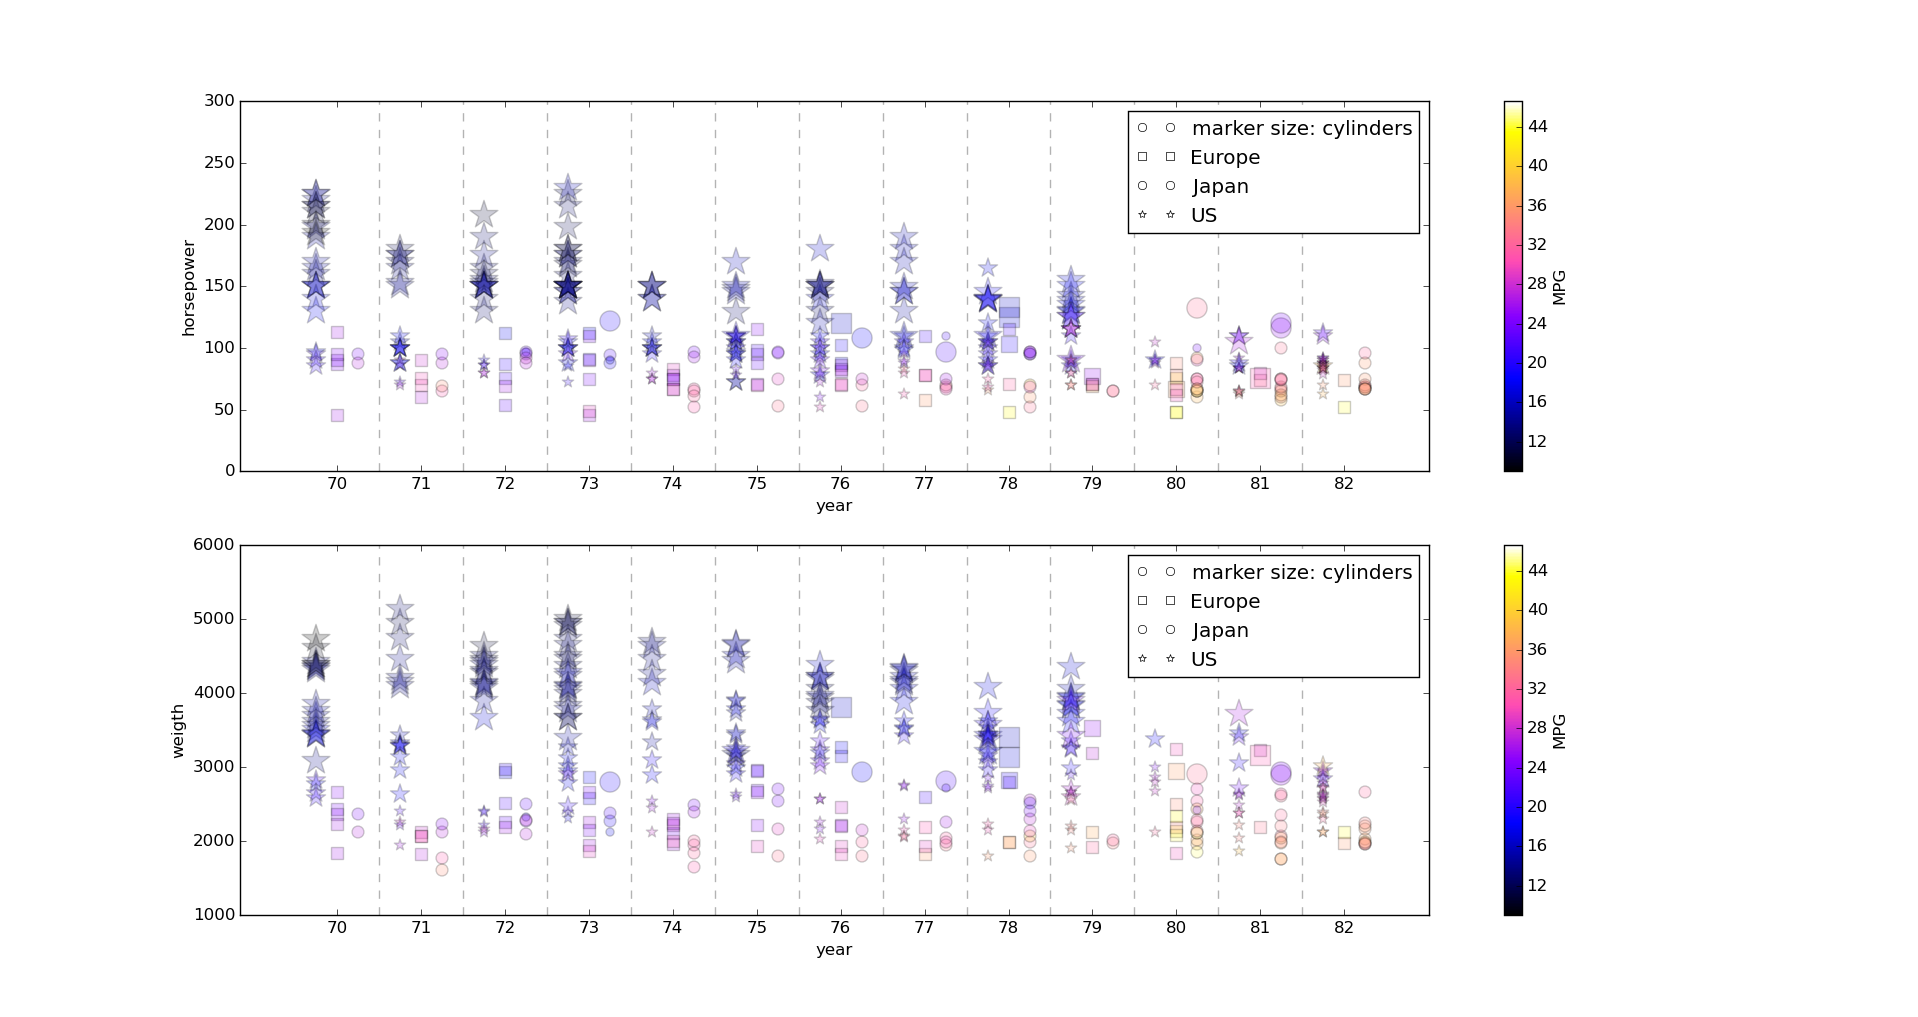 300
250
200
150
100
50
0
horsepower
70 71 72 73 74 75 76 77 78 79 80 81 82
year
marker size: cylinders
Europe
Japan
US
44
40
36
32
28
24
20
16
12
MPG
6000
5000
4000
3000
2000
1000
weigth
70 71 72 73 74 75 76 77 78 79 80 81 82
year
marker size: cylinders
Europe
Japan
US
44
40
36
32
28
24
20
16
12
MPG